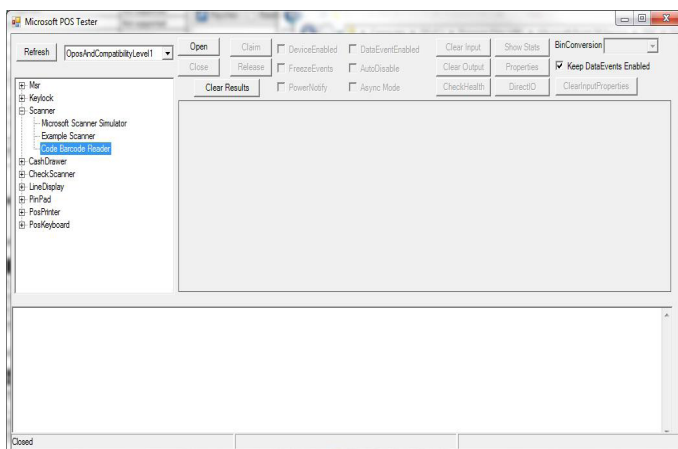 Microsoft POS Tester
Refresh
OposAndCompatibilityLevel1
Open
Claim
DeviceEnabled
DataEventEnabled
Clear Input
Show Stats
BinConversion
Close
Release
FreezeEvents
AutoDisable
Clear Output
Properties
Keep DataEvents Enabled
Clear Results
PowerNotify
Async Mode
CheckHealth
DirectIO
ClearInputProperties
Msr
Keylock
Scanner
Microsoft Scanner Simulator
Example Scanner
Code Barcode Reader
CashDrawer
CheckScanner
LineDisplay
PinPad
PosPrinter
PosKeyboard
Closed